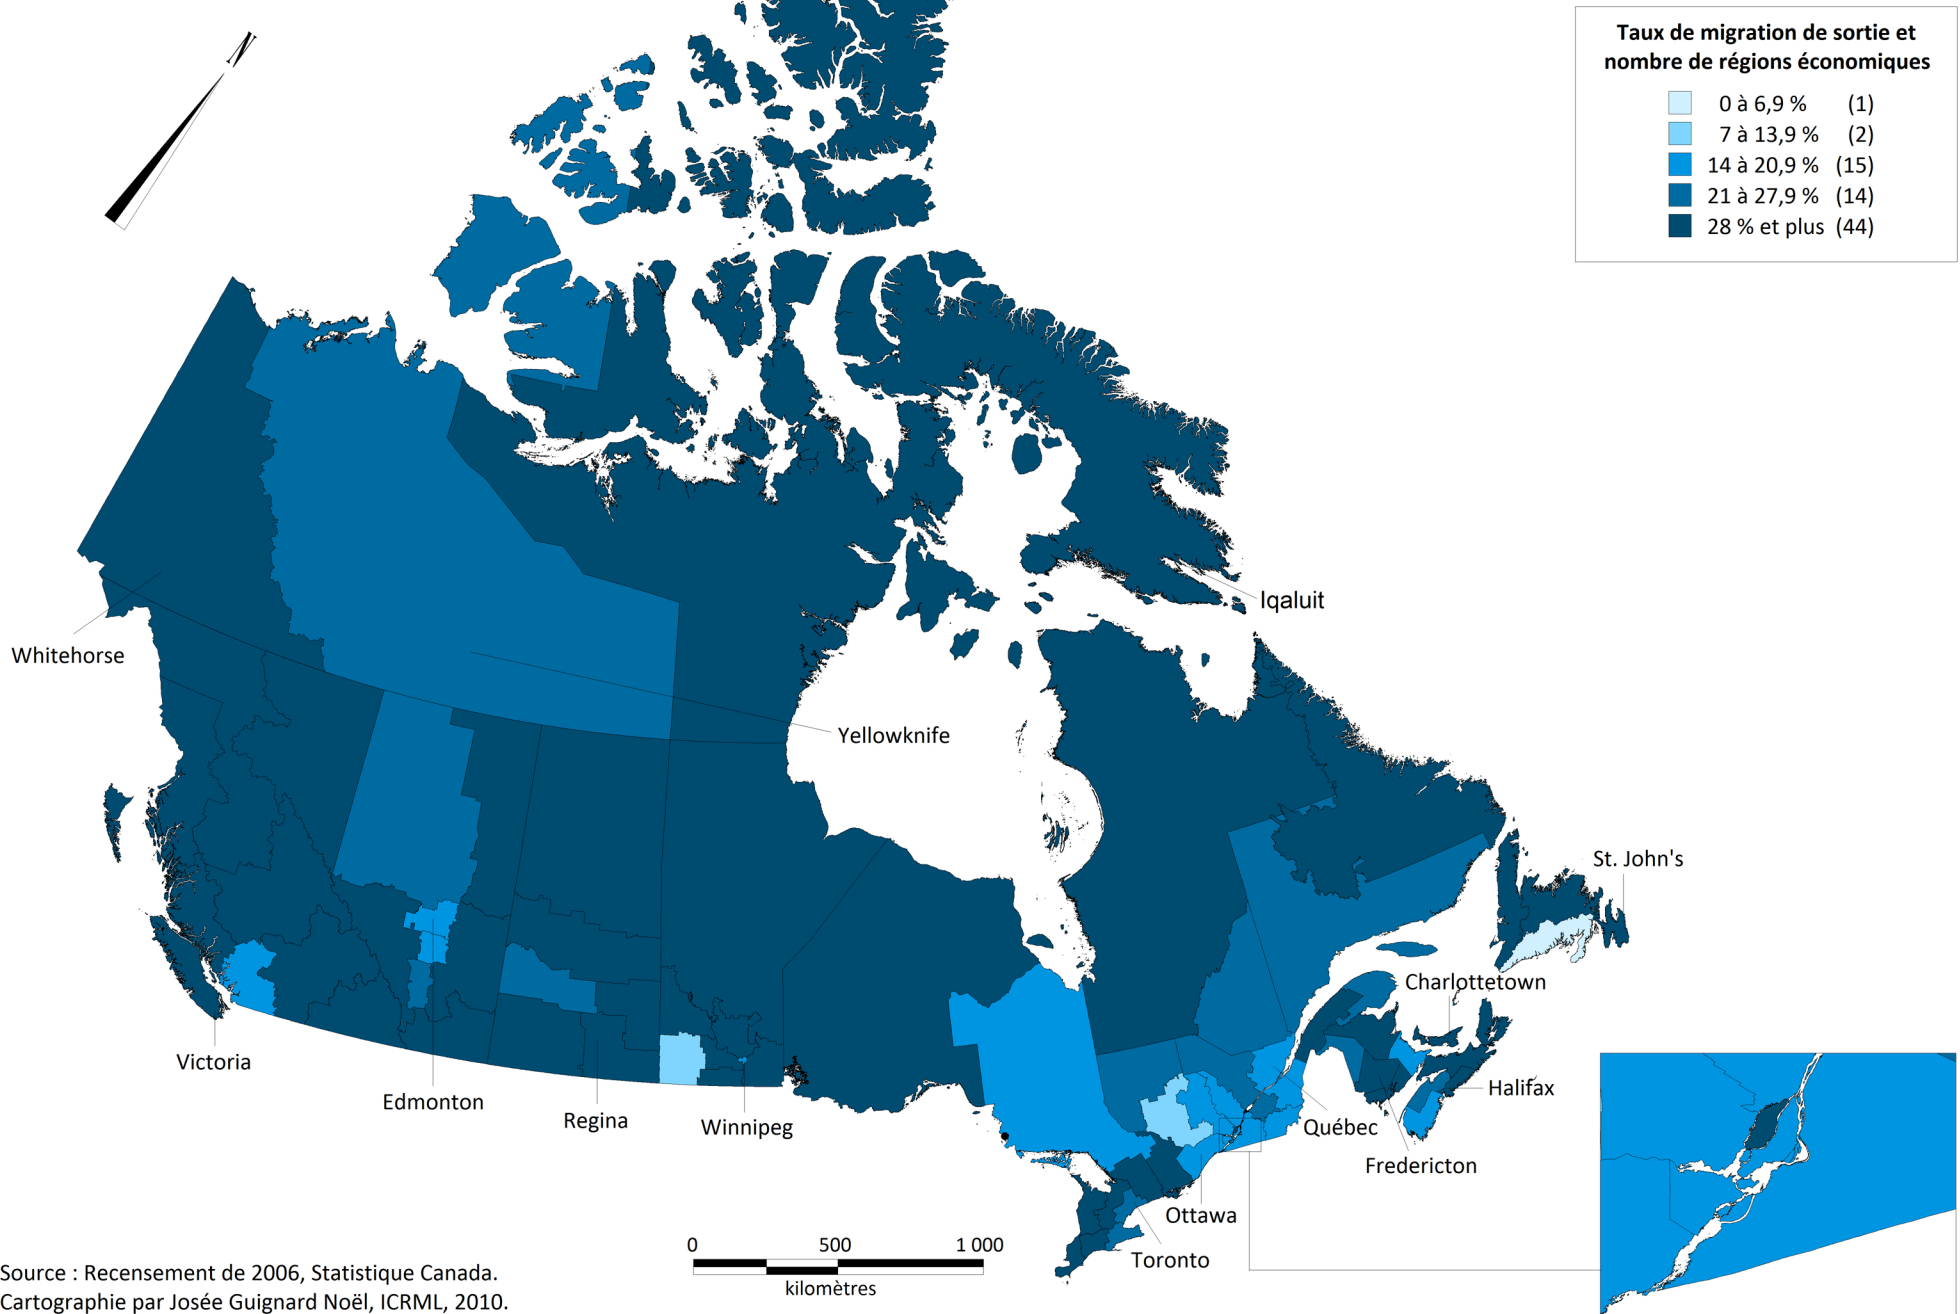 Taux de migration de sortie et
nombre de régions économiques
0 à 6,9 % (1)
7 à 13,9 % (2)
14 à 20,9 % (15)
21 à 27,9 % (14)
28 % et plus (44)
Iqaluit
Whitehorse
Yellowknife
St. John's
Charlottetown
Victoria
Edmonton
Regina
Winnipeg
Halifax
Québec
Fredericton
Ottawa
Toronto
0 500 1 000
kilomètres
Source : Recensement de 2006, Statistique Canada.
Cartographie par Josée Guignard Noël, ICRML, 2010.